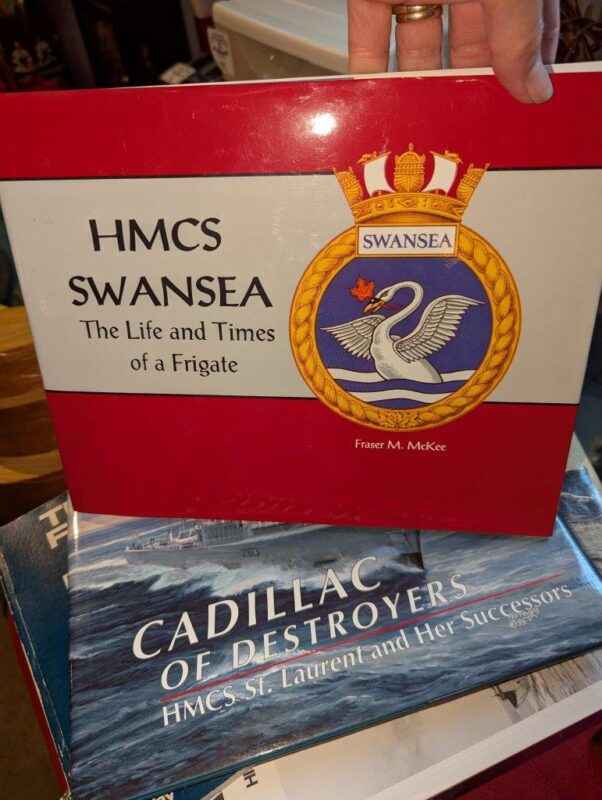 HMCS
SWANSEA
The Life and Times
of a Frigate
SWANSEA
Fraser M. McKee
CADILLAC
OF DESTROYERS
HMCS St. Laurent and Her Successors